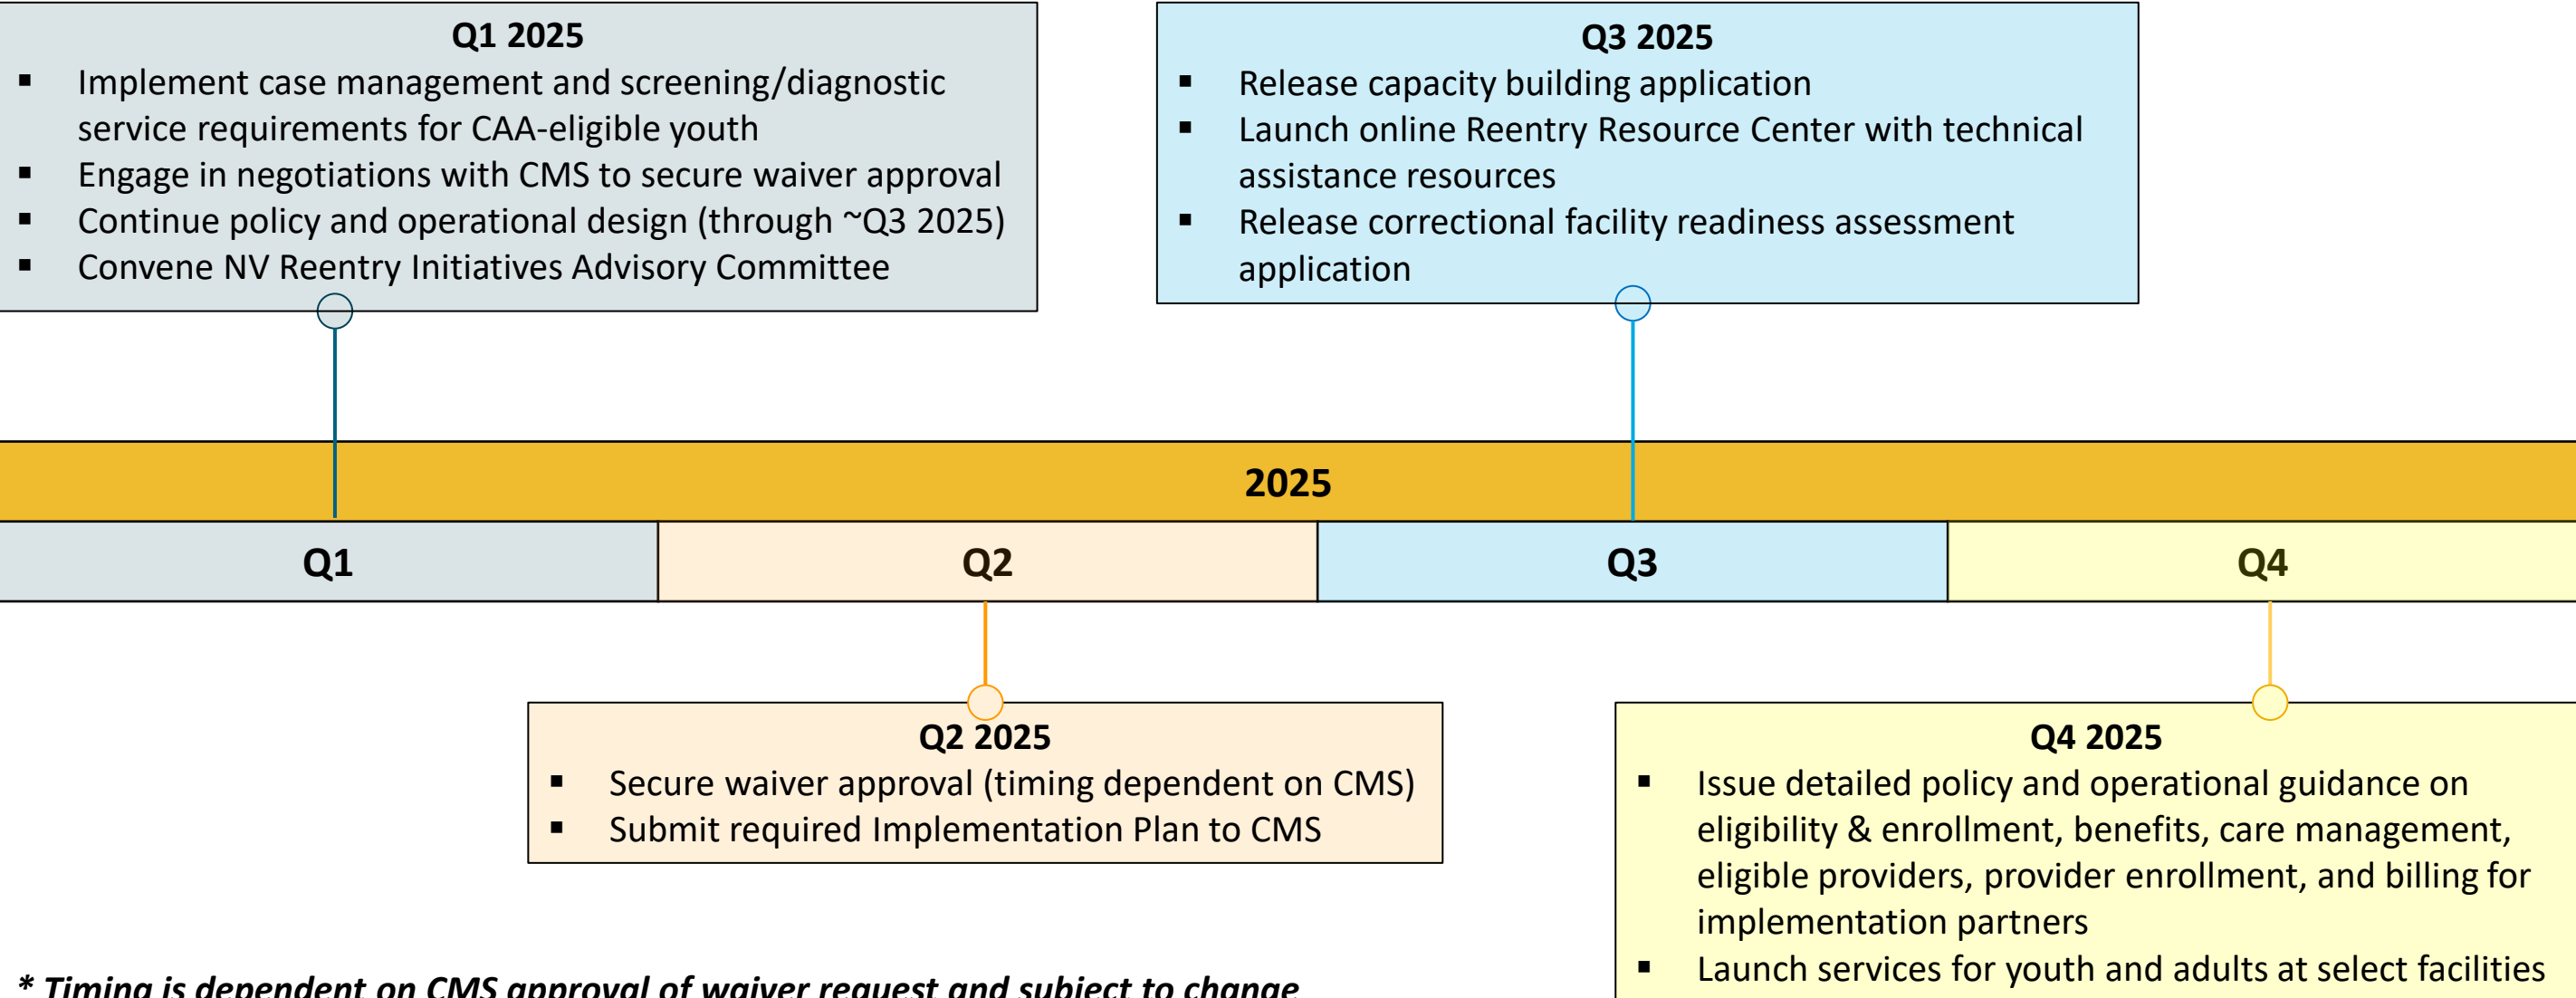 Q1 2025
▪ Implement case management and screening/diagnostic
service requirements for CAA-eligible youth
▪ Engage in negotiations with CMS to secure waiver approval
▪ Continue policy and operational design (through ~Q3 2025)
▪ Convene NV Reentry Initiatives Advisory Committee
Q3 2025
▪ Release capacity building application
▪ Launch online Reentry Resource Center with technical
assistance resources
▪ Release correctional facility readiness assessment
application
2025
Q1
Q2
Q3
Q4
Q2 2025
▪ Secure waiver approval (timing dependent on CMS)
▪ Submit required Implementation Plan to CMS
Q4 2025
▪ Issue detailed policy and operational guidance on
eligibility & enrollment, benefits, care management,
eligible providers, provider enrollment, and billing for
implementation partners
▪ Launch services for youth and adults at select facilities
* Timing is dependent on CMS approval of waiver request and subject to change